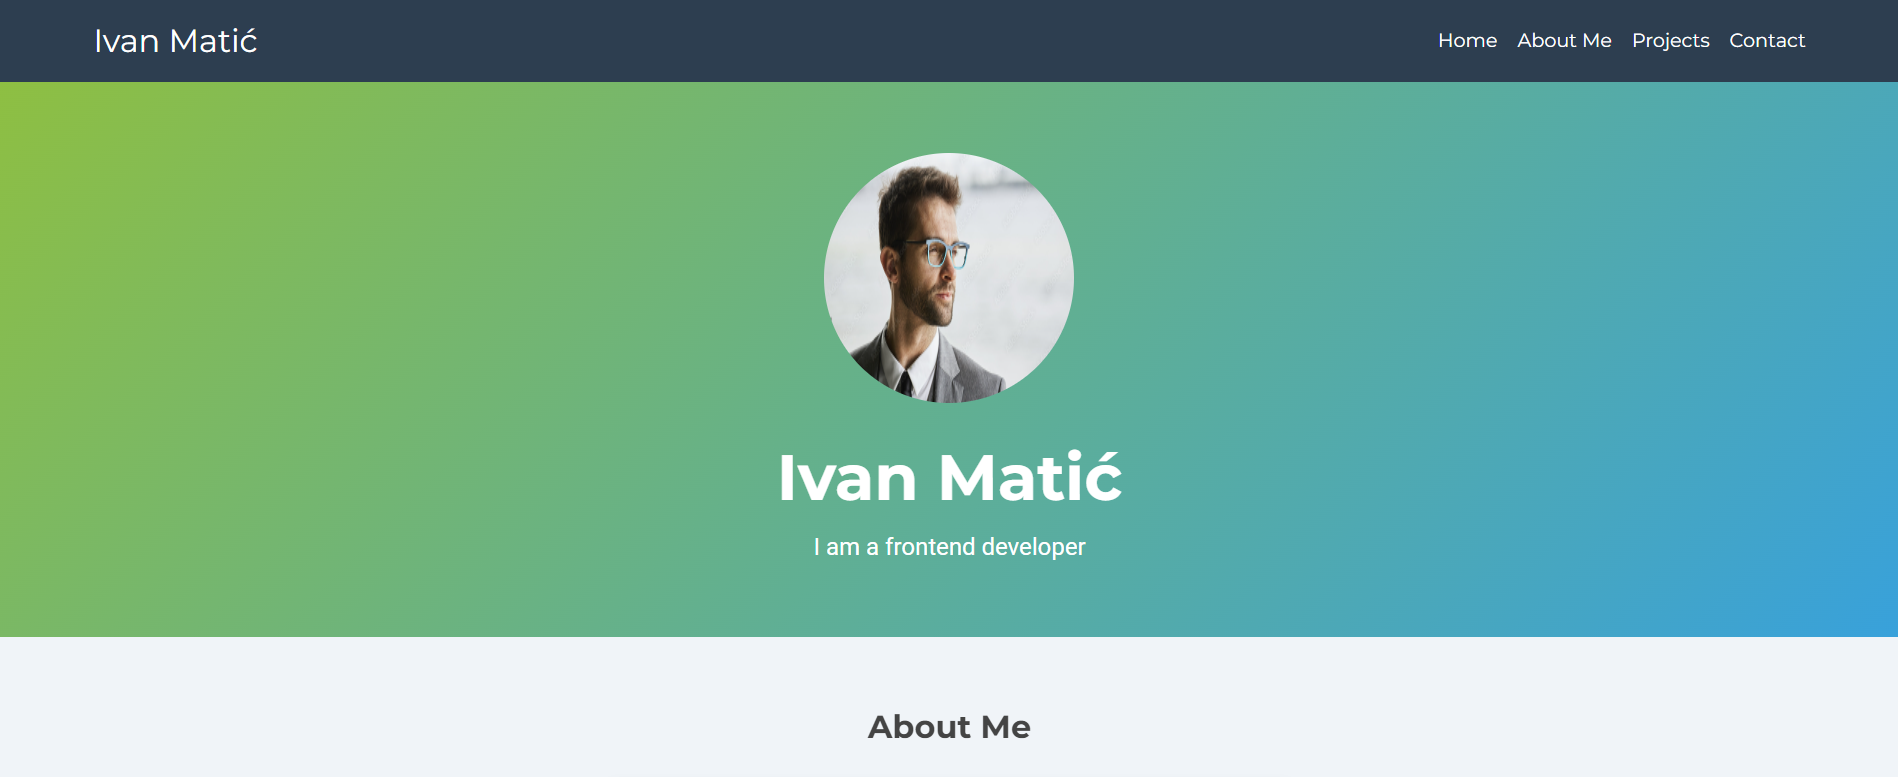 Ivan Matić
Home About Me Projects Contact
Ivan Matić
I am a frontend developer
About Me